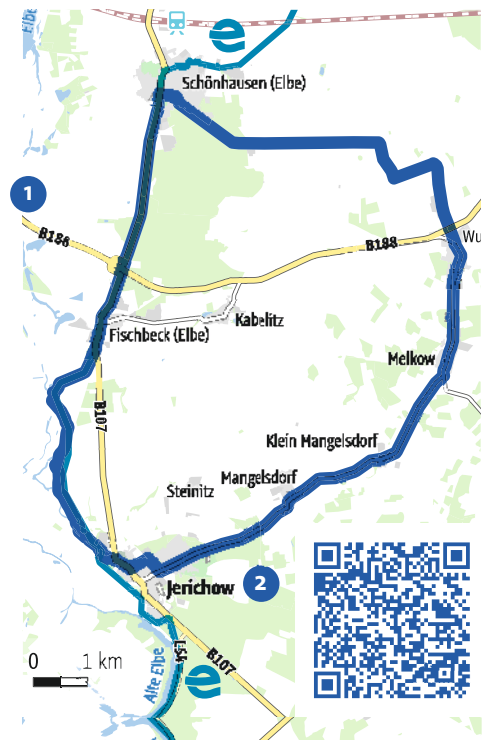 Elbe
e
Schönhausen (Elbe)
1
B188
B188
Wu
Kabelitz
Fischbeck (Elbe)
Melkow
B107
Klein Mangelsdorf
Mangelsdorf
Steinitz
Jerichow
2
0 1 km
Alte Elbe
L54
B107
e